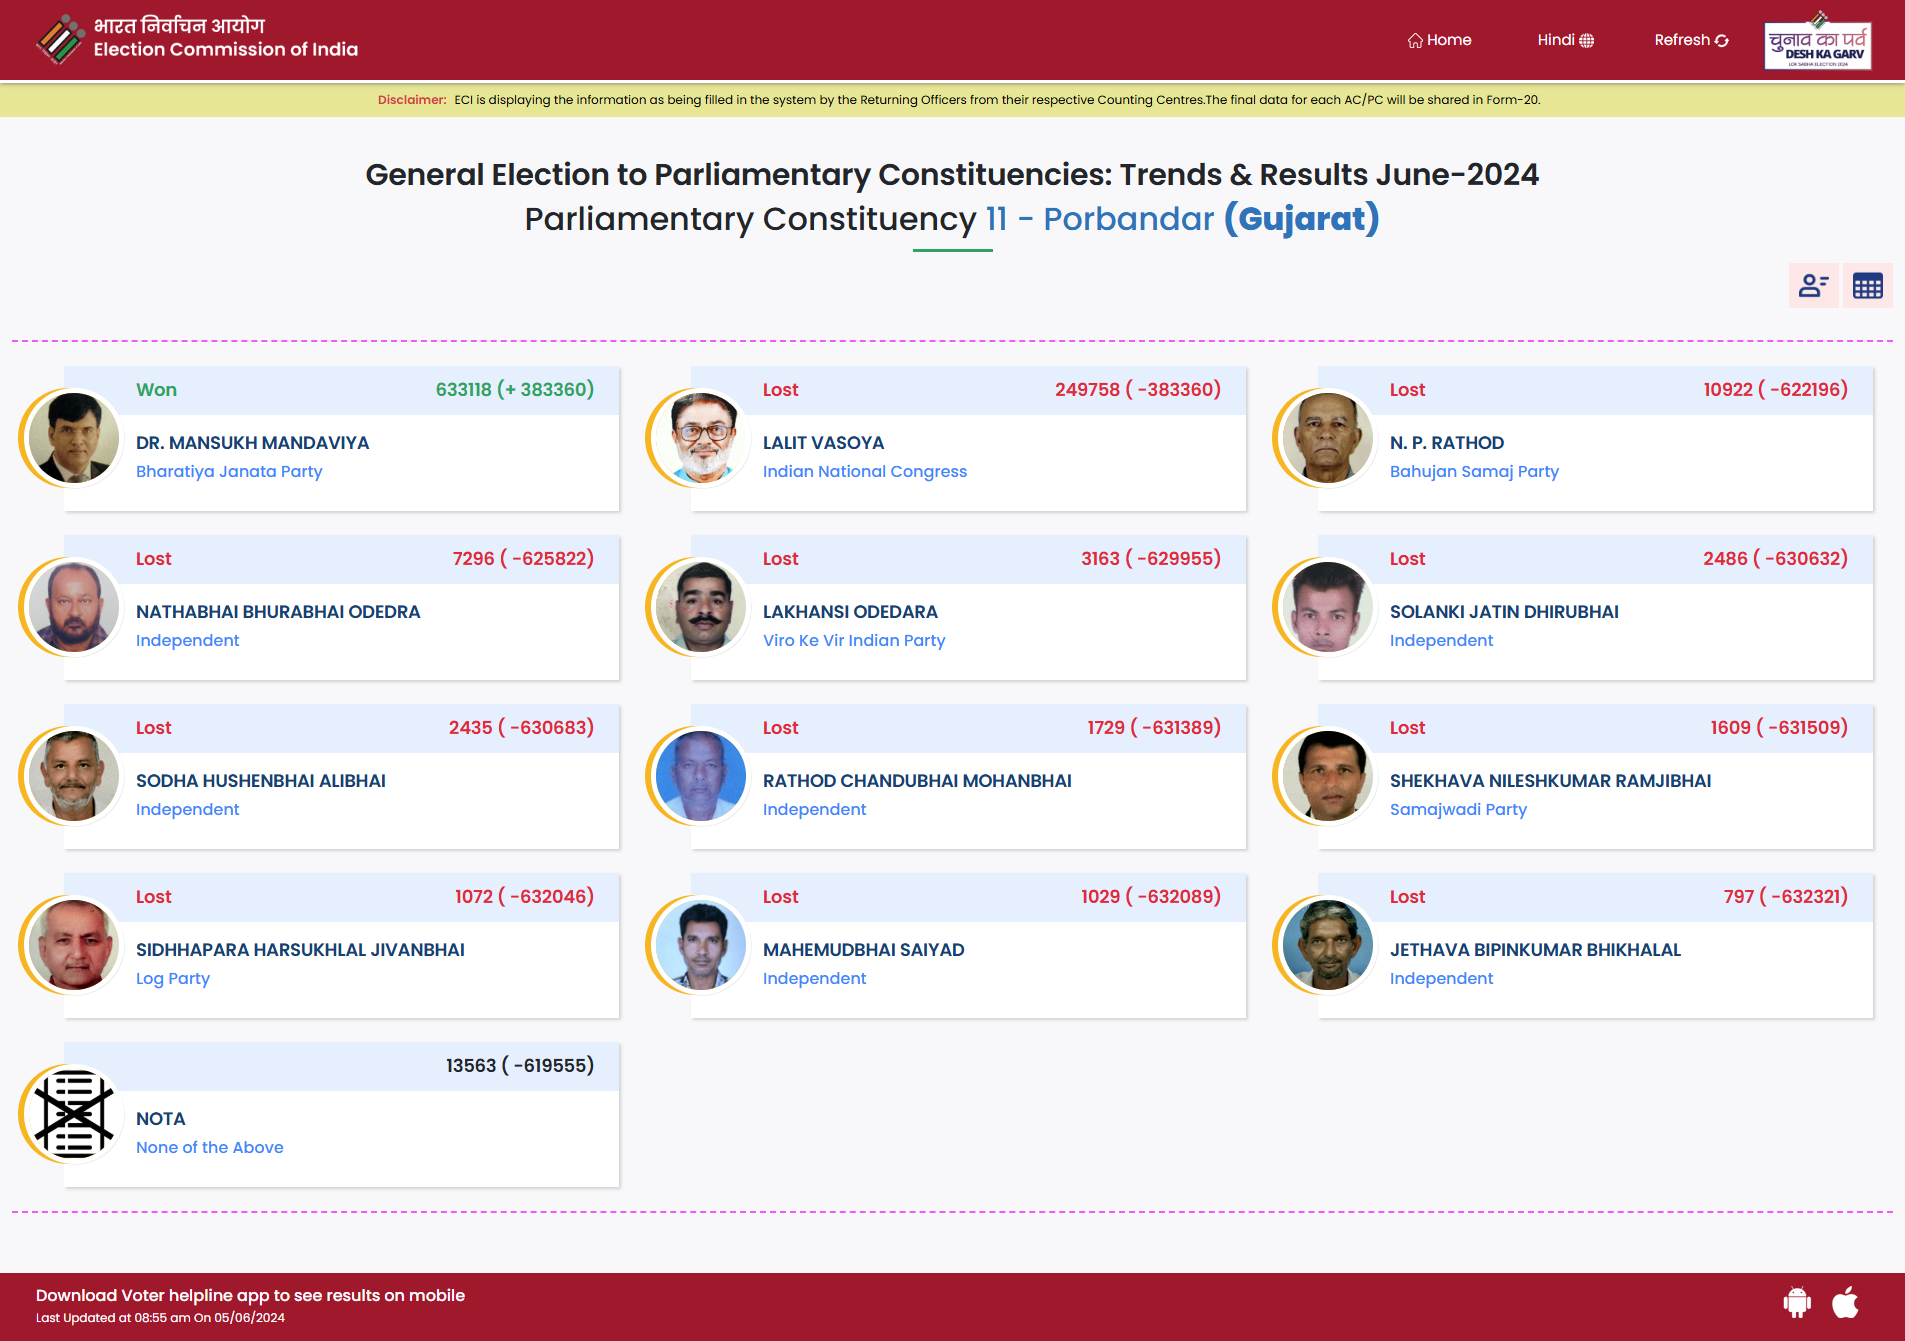 भारत निर्वाचन आयोग
Election Commission of India
Home
Hindi
Refresh
चुनाव का पर्व
DESH KA GARV
LOK SABHA ELECTION 2024
Disclaimer: ECI is displaying the information as being filled in the system by the Returning Officers from their respective Counting Centres.The final data for each AC/PC will be shared in Form-20.
General Election to Parliamentary Constituencies: Trends & Results June-2024
Parliamentary Constituency 11 - Porbandar (Gujarat)
Won 633118 (+ 383360)
DR. MANSUKH MANDAVIYA
Bharatiya Janata Party
Lost 249758 ( -383360)
LALIT VASOYA
Indian National Congress
Lost 10922 ( -622196)
N. P. RATHOD
Bahujan Samaj Party
Lost 7296 ( -625822)
NATHABHAI BHURABHAI ODEDRA
Independent
Lost 3163 ( -629955)
LAKHANSI ODEDARA
Viro Ke Vir Indian Party
Lost 2486 ( -630632)
SOLANKI JATIN DHIRUBHAI
Independent
Lost 2435 ( -630683)
SODHA HUSHENBHAI ALIBHAI
Independent
Lost 1729 ( -631389)
RATHOD CHANDUBHAI MOHANBHAI
Independent
Lost 1609 ( -631509)
SHEKHAVA NILESHKUMAR RAMJIBHAI
Samajwadi Party
Lost 1072 ( -632046)
SIDHHAPARA HARSUKHLAL JIVANBHAI
Log Party
Lost 1029 ( -632089)
MAHEMUDBHAI SAIYAD
Independent
Lost 797 ( -632321)
JETHAVA BIPINKUMAR BHIKHALAL
Independent
13563 ( -619555)
NOTA
None of the Above
Download Voter helpline app to see results on mobile
Last Updated at 08:55 am On 05/06/2024